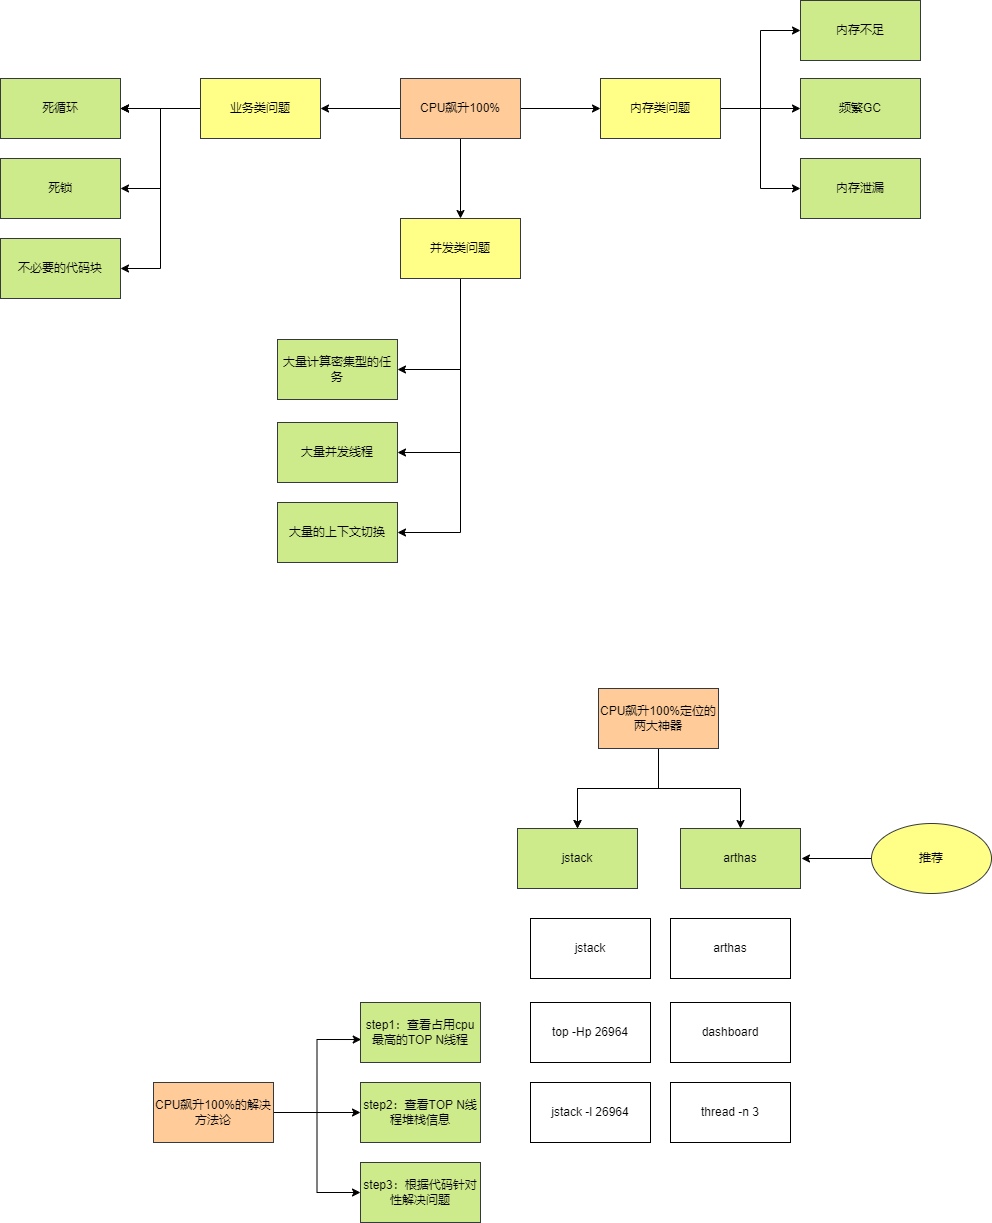 内存不足
死循环
业务类问题
CPU飙升100%
内存类问题
频繁GC
死锁
内存泄漏
并发类问题
不必要的代码块
大量计算密集型的任
务
大量并发线程
大量的上下文切换
CPU飙升100%定位的
两大神器
jstack
arthas
推荐
jstack
arthas
step1：查看占用cpu
最高的TOP N线程
top -Hp 26964
dashboard
CPU飙升100%的解决
方法论
step2：查看TOP N线
程堆栈信息
jstack -l 26964
thread -n 3
step3：根据代码针对
性解决问题